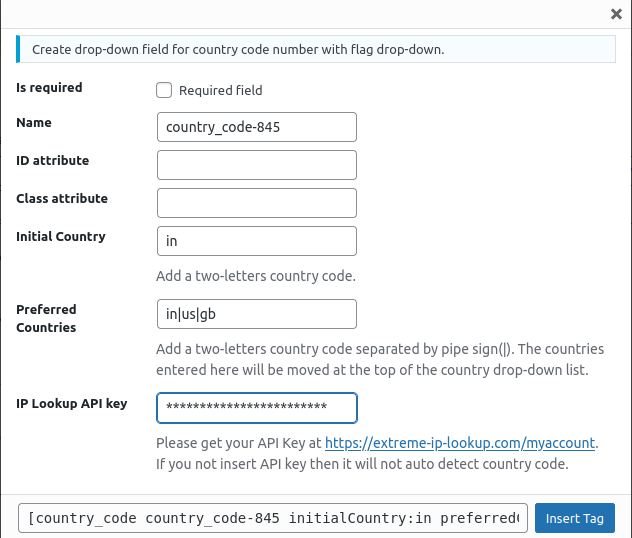 Create drop-down field for country code number with flag drop-down.
Is required
Required field
Name
country_code-845
ID attribute
Class attribute
Initial Country
in
Add a two-letters country code.
Preferred
Countries
in|us|gb
Add a two-letters country code separated by pipe sign(|). The countries
entered here will be moved at the top of the country drop-down list.
IP Lookup API key
************************
Please get your API Key at https://extreme-ip-lookup.com/myaccount.
If you not insert API key then it will not auto detect country code.
[country_code country_code-845 initialCountry:in preferred
Insert Tag